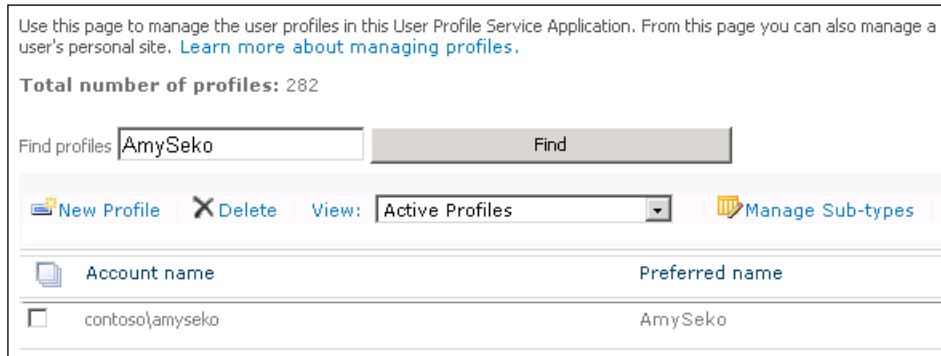 Use this page to manage the user profiles in this User Profile Service Application. From this page you can also manage a
user's personal site. Learn more about managing profiles.
Total number of profiles: 282
Find profiles AmySeko Find
New Profile Delete View: Active Profiles Manage Sub-types
Account name Preferred name
contoso\amyseko AmySeko